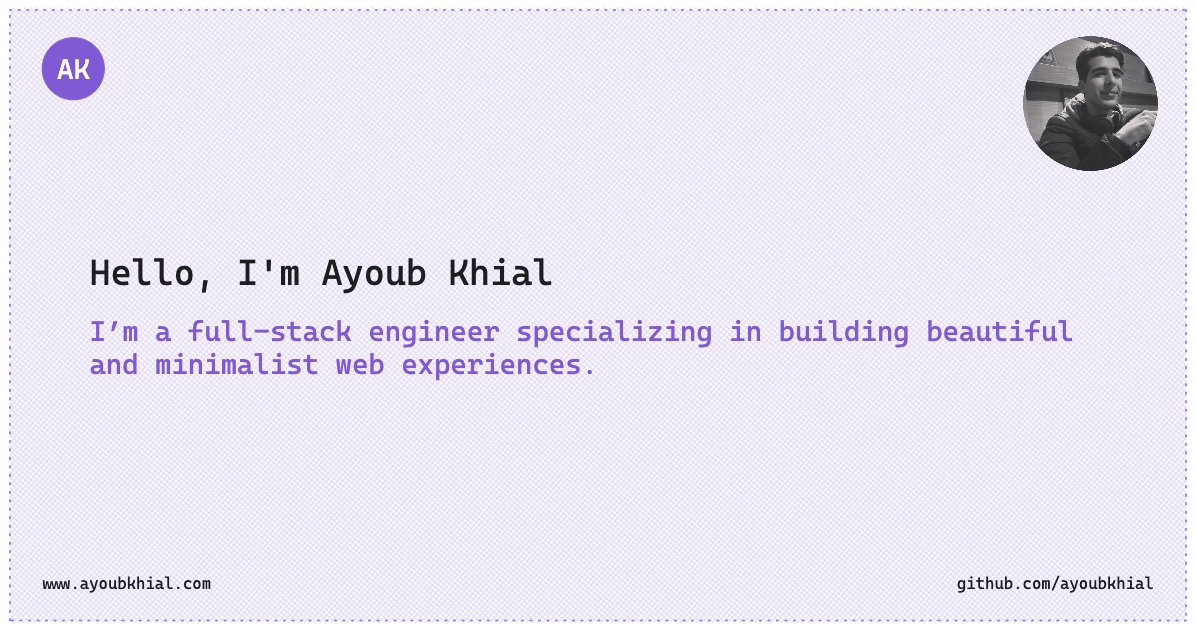 AK
Hello, I'm Ayoub Khial
I’m a full–stack engineer specializing in building beautiful
and minimalist web experiences.
www.ayoubkhial.com
github.com/ayoubkhial